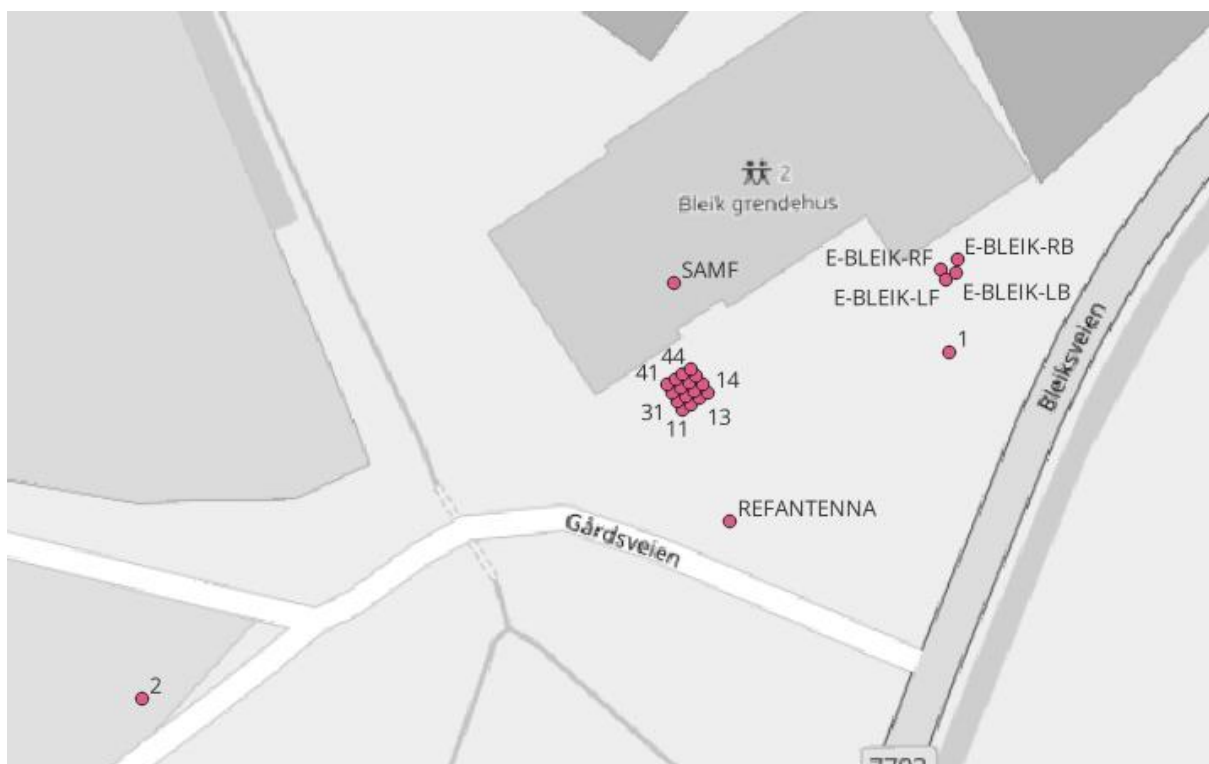 2
Bleik grendehus
E-BLEIK-RB
E-BLEIK-RF
SAMF
E-BLEIK-LB
E-BLEIK-LF
1
44
41
14
31
13
11
Bleiksveien
REFANTENNA
Gårdsveien
2